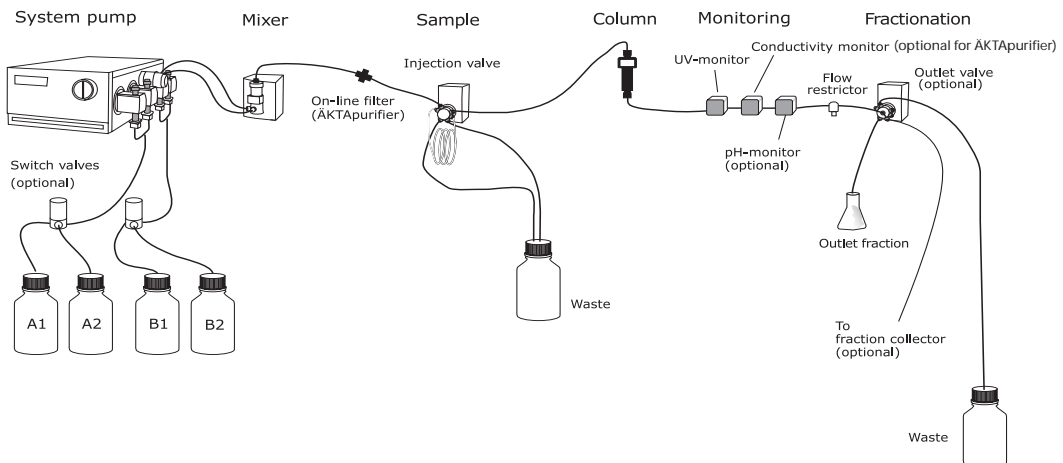 System pump
Mixer
Sample
Column
Monitoring
Fractionation
Injection valve
On-line filter
(ÄKTApurifier)
UV-monitor
Conductivity monitor (optional for ÄKTApurifier)
pH-monitor
(optional)
Flow
restrictor
Outlet valve
(optional)
Switch valves
(optional)
A1
A2
B1
B2
Waste
Outlet fraction
To
fraction collector
(optional)
Waste